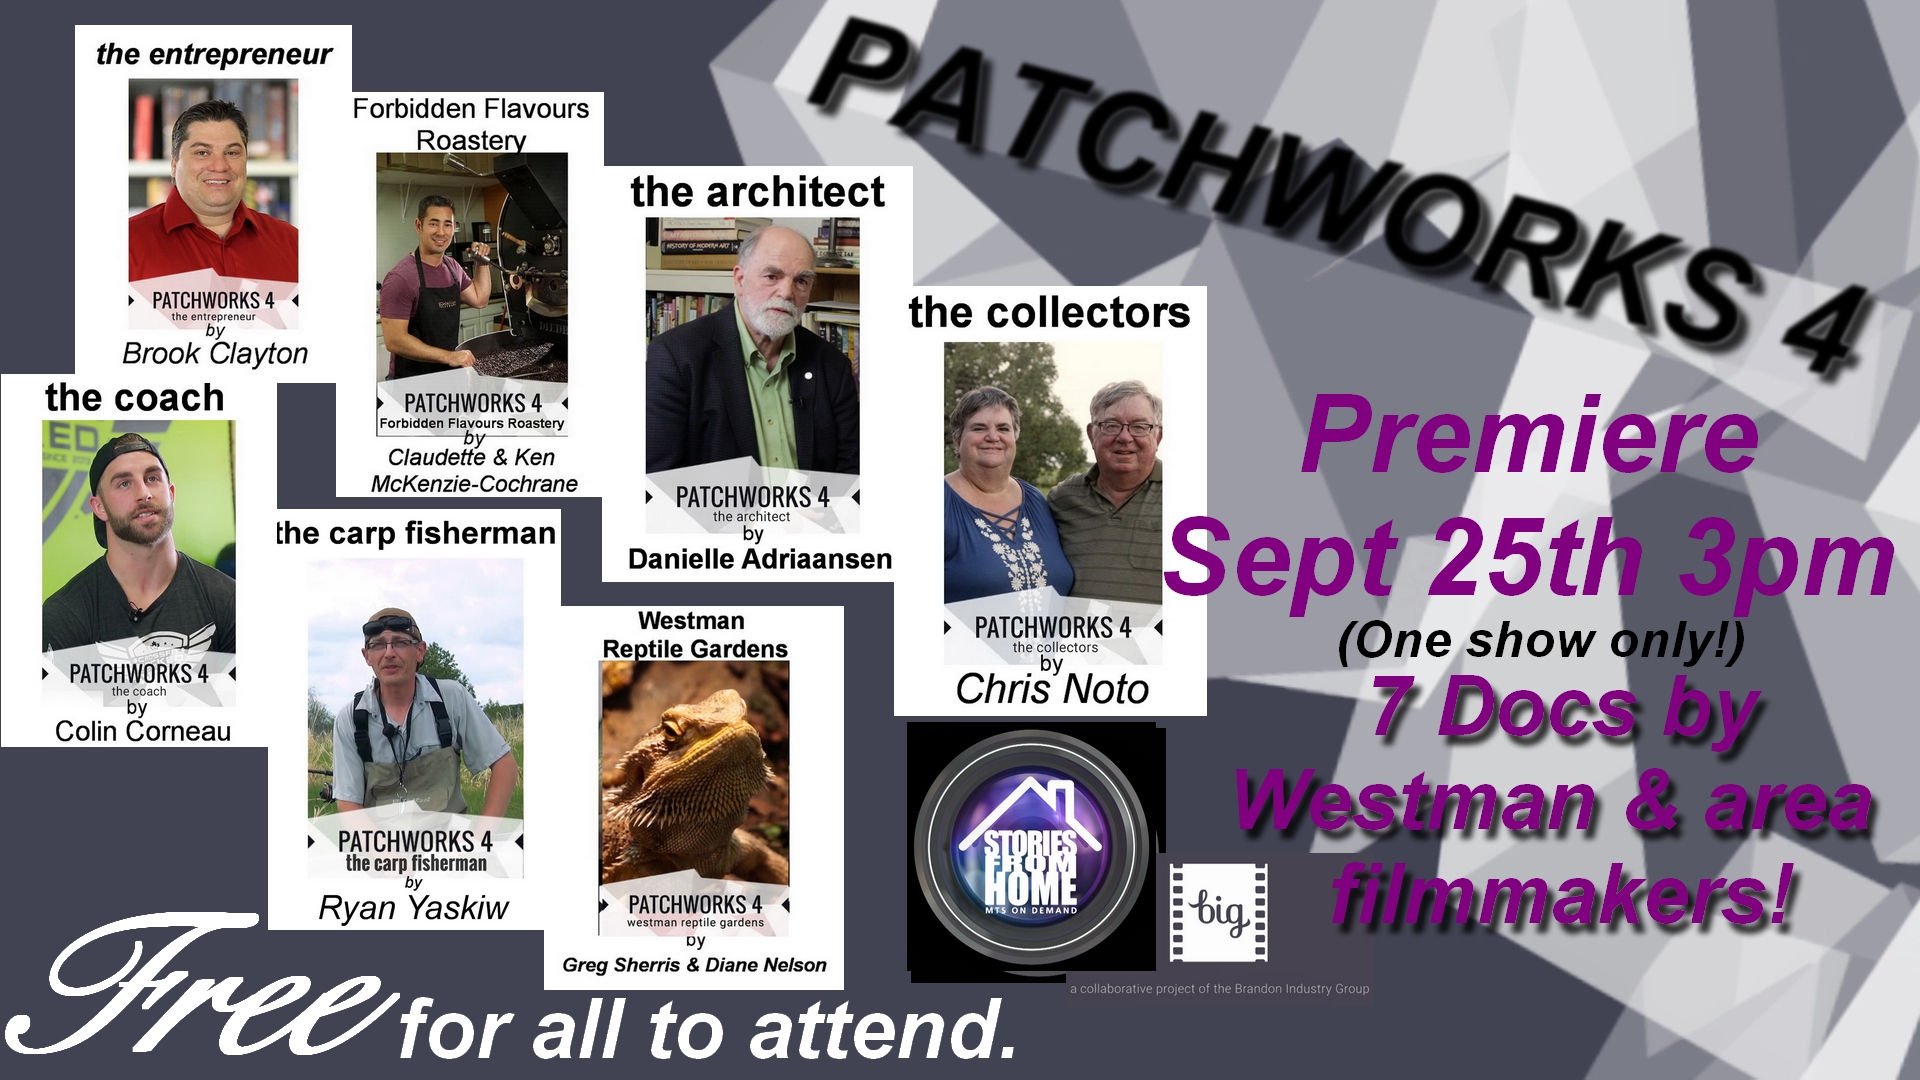 the entrepreneur
PATCHWORKS 4
the entrepreneur
by
Brook Clayton
Forbidden Flavours
Roastery
PATCHWORKS 4
Forbidden Flavours Roastery
by
Claudette & Ken
McKenzie-Cochrane
the architect
HISTORY OF MODERN ART
PATCHWORKS 4
the architect
by
Danielle Adriaansen
the collectors
PATCHWORKS 4
the collectors
by
Chris Noto
the coach
PATCHWORKS 4
the coach
by
Colin Corneau
the carp fisherman
PATCHWORKS 4
the carp fisherman
by
Ryan Yaskiw
Westman
Reptile Gardens
PATCHWORKS 4
westman reptile gardens
by
Greg Sherris & Diane Nelson
PATCHWORKS 4
Premiere
Sept 25th 3pm
(One show only!)
7 Docs by
Westman & area
filmmakers!
STORIES
FROM
HOME
MTS ON DEMAND
big
a collaborative project of the Brandon Industry Group
Free for all to attend.